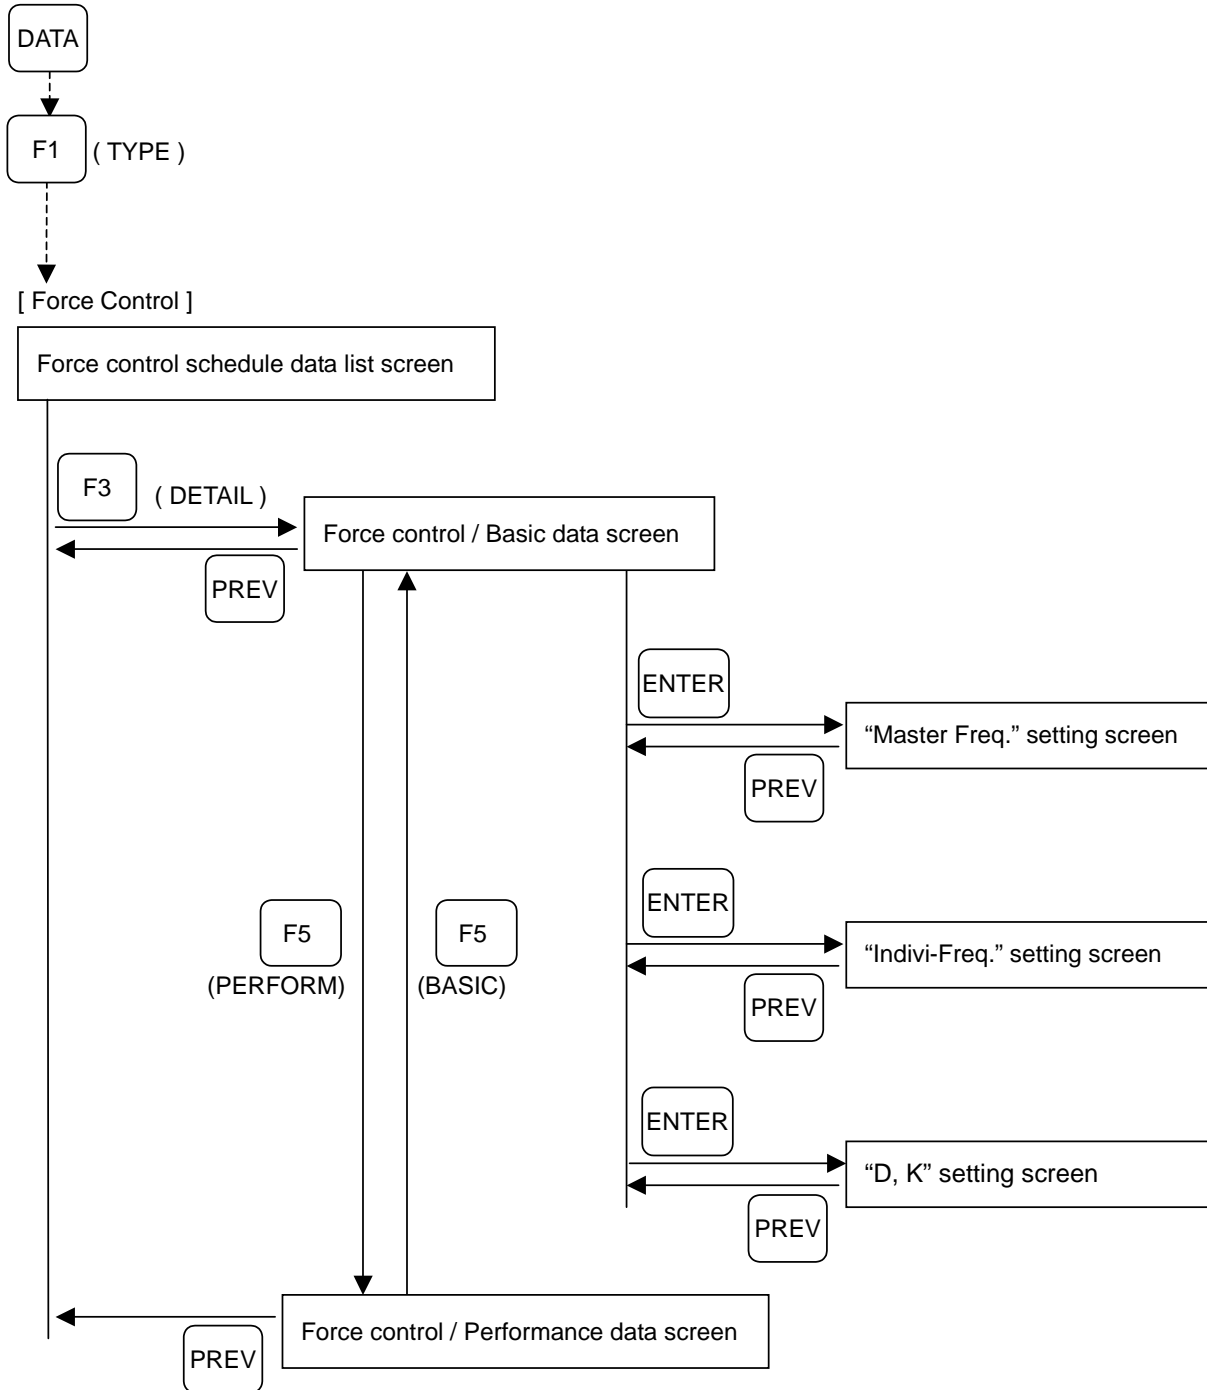 DATA
F1
( TYPE )
[ Force Control ]
Force control schedule data list screen
F3
( DETAIL )
Force control / Basic data screen
PREV
ENTER
“Master Freq.” setting screen
PREV
ENTER
F5
F5
“Indivi-Freq.” setting screen
(PERFORM)
(BASIC)
PREV
ENTER
“D, K” setting screen
PREV
Force control / Performance data screen
PREV